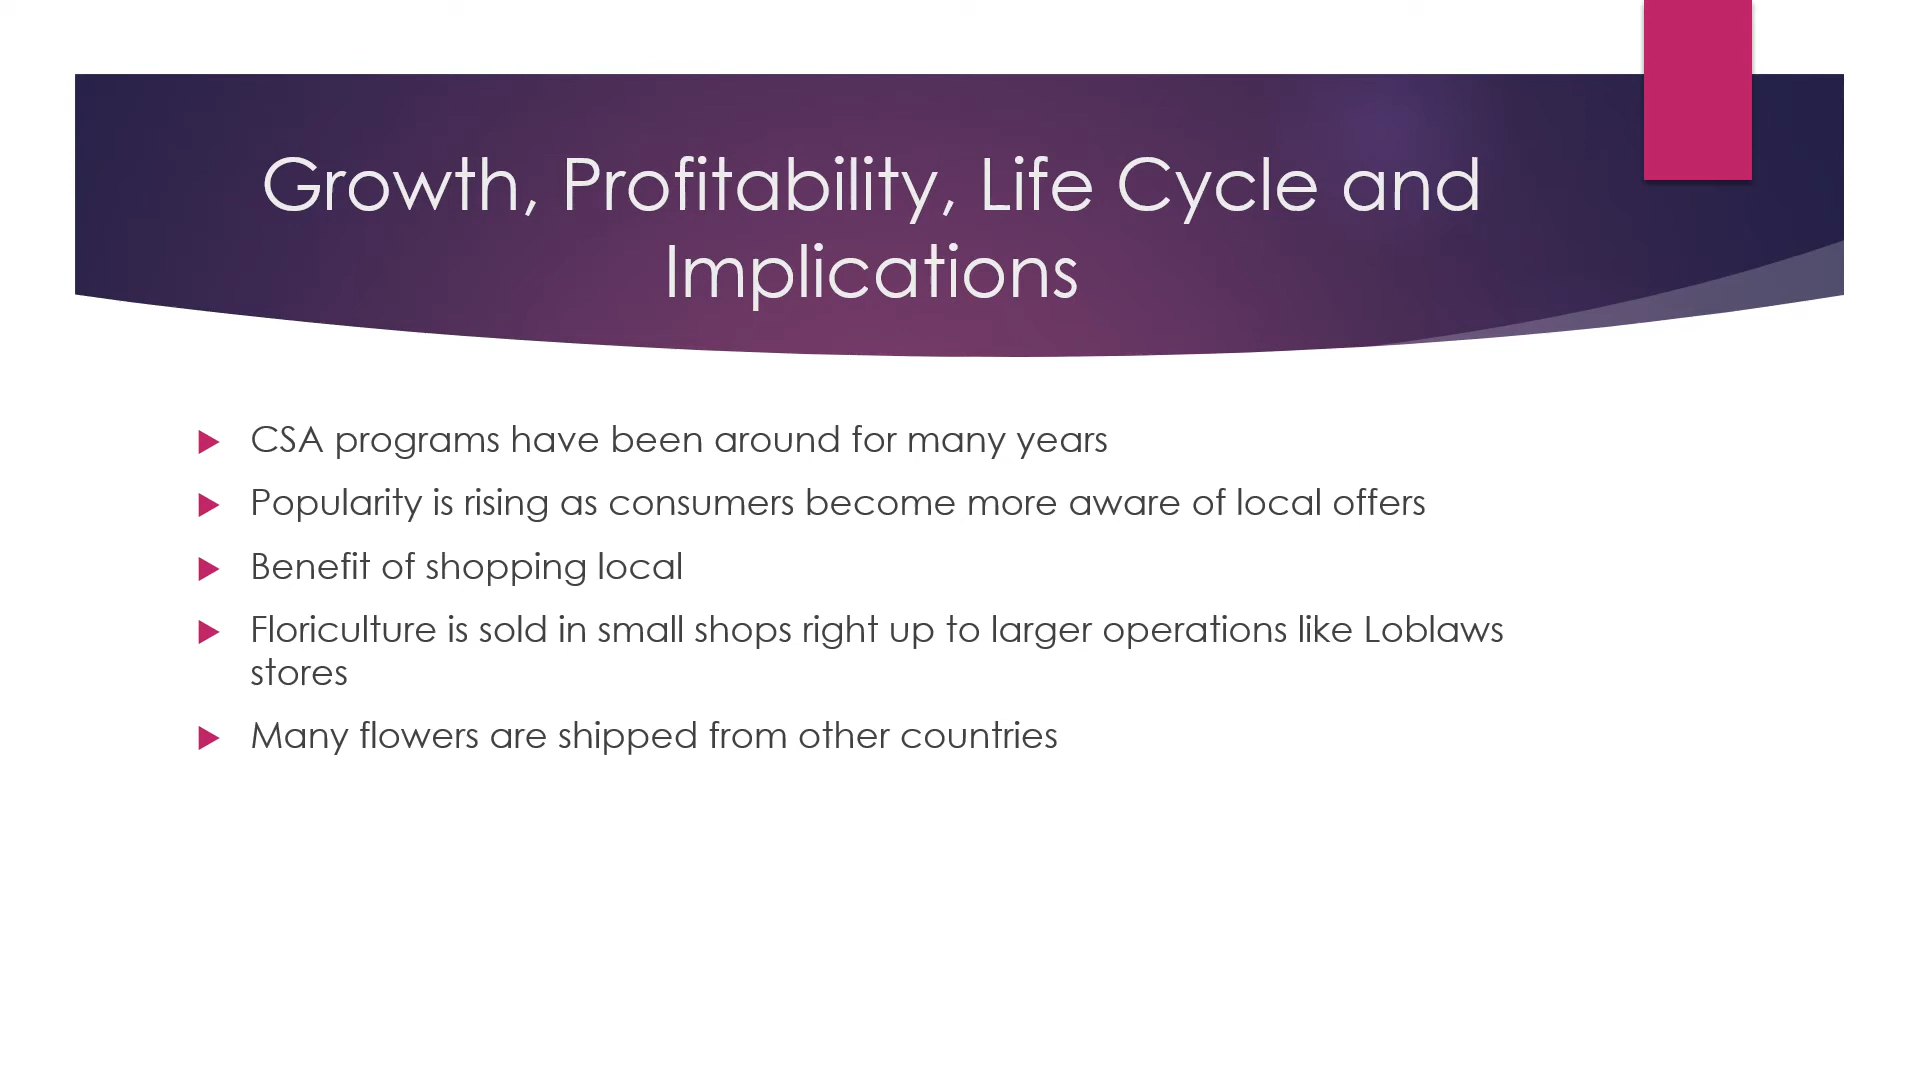 Growth, Profitability, Life Cycle and
Implications
CSA programs have been around for many years
Popularity is rising as consumers become more aware of local offers
Benefit of shopping local
Floriculture is sold in small shops right up to larger operations like Loblaws
stores
Many flowers are shipped from other countries